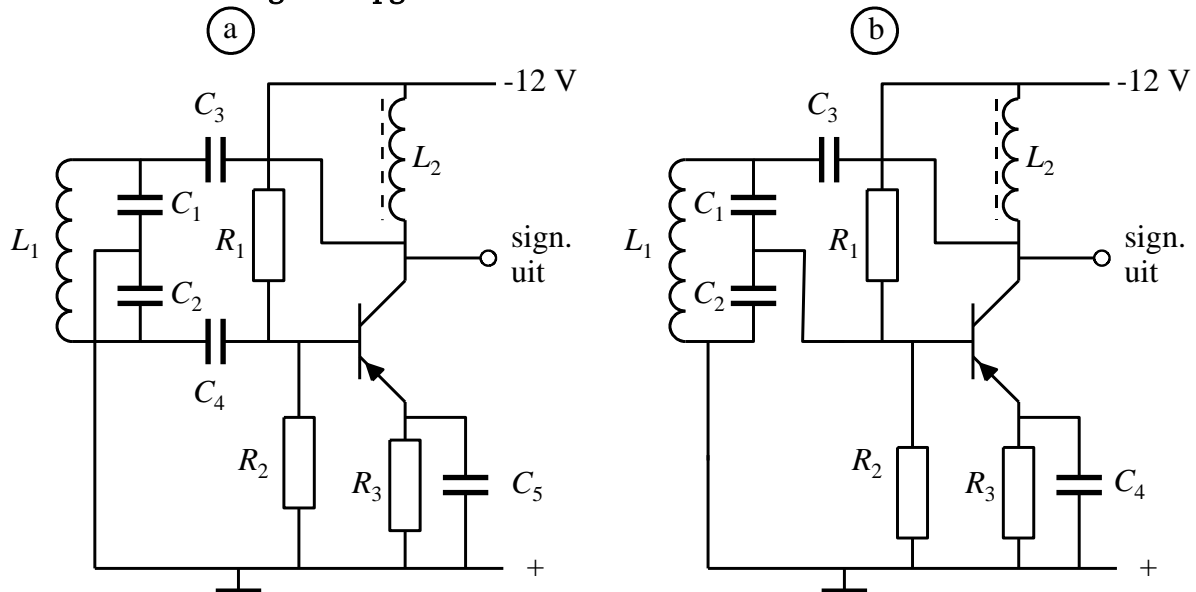 a
-12 V
C3
L2
C1
L1
R1
sign.
uit
C2
C4
R2
R3
C5
+
b
-12 V
C3
L2
C1
L1
R1
sign.
uit
C2
R2
R3
C4
+